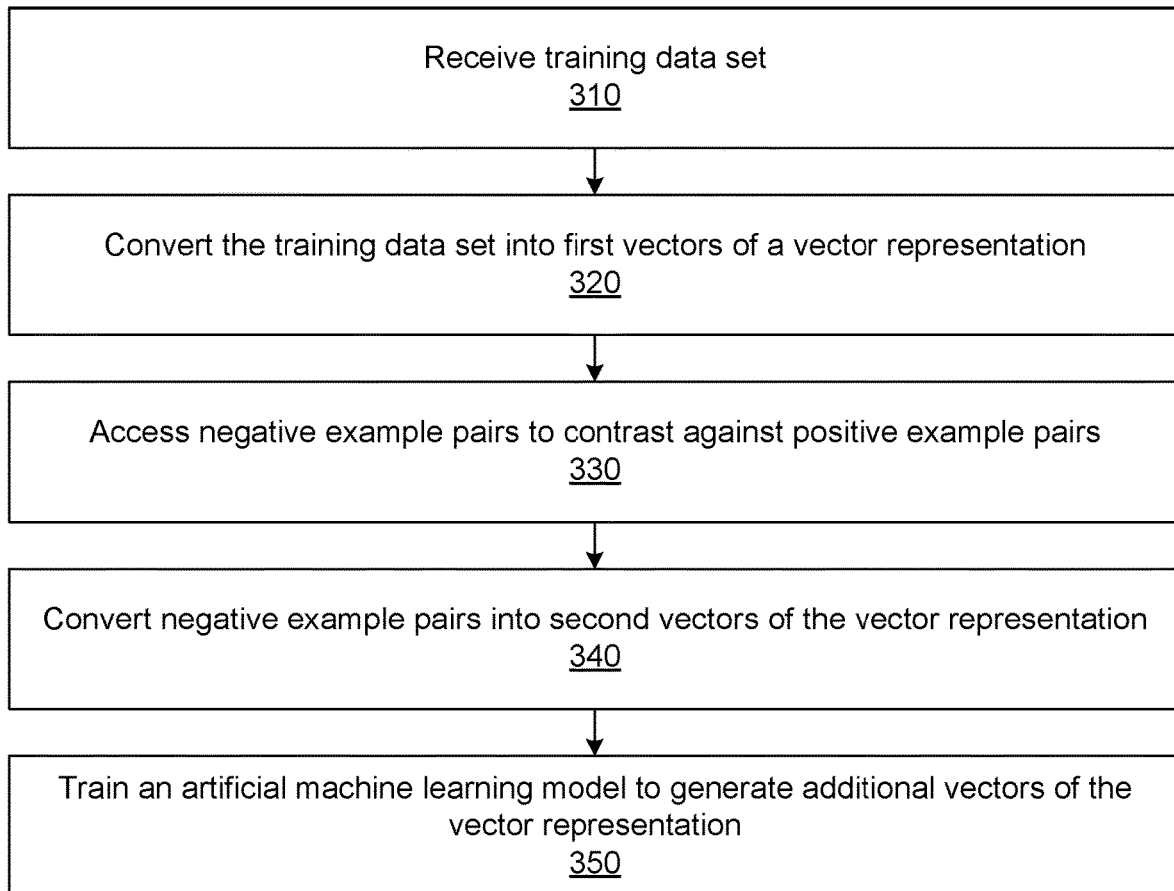 Receive training data set
310
Convert the training data set into first vectors of a vector representation
320
Access negative example pairs to contrast against positive example pairs
330
Convert negative example pairs into second vectors of the vector representation
340
Train an artificial machine learning model to generate additional vectors of the
vector representation
350